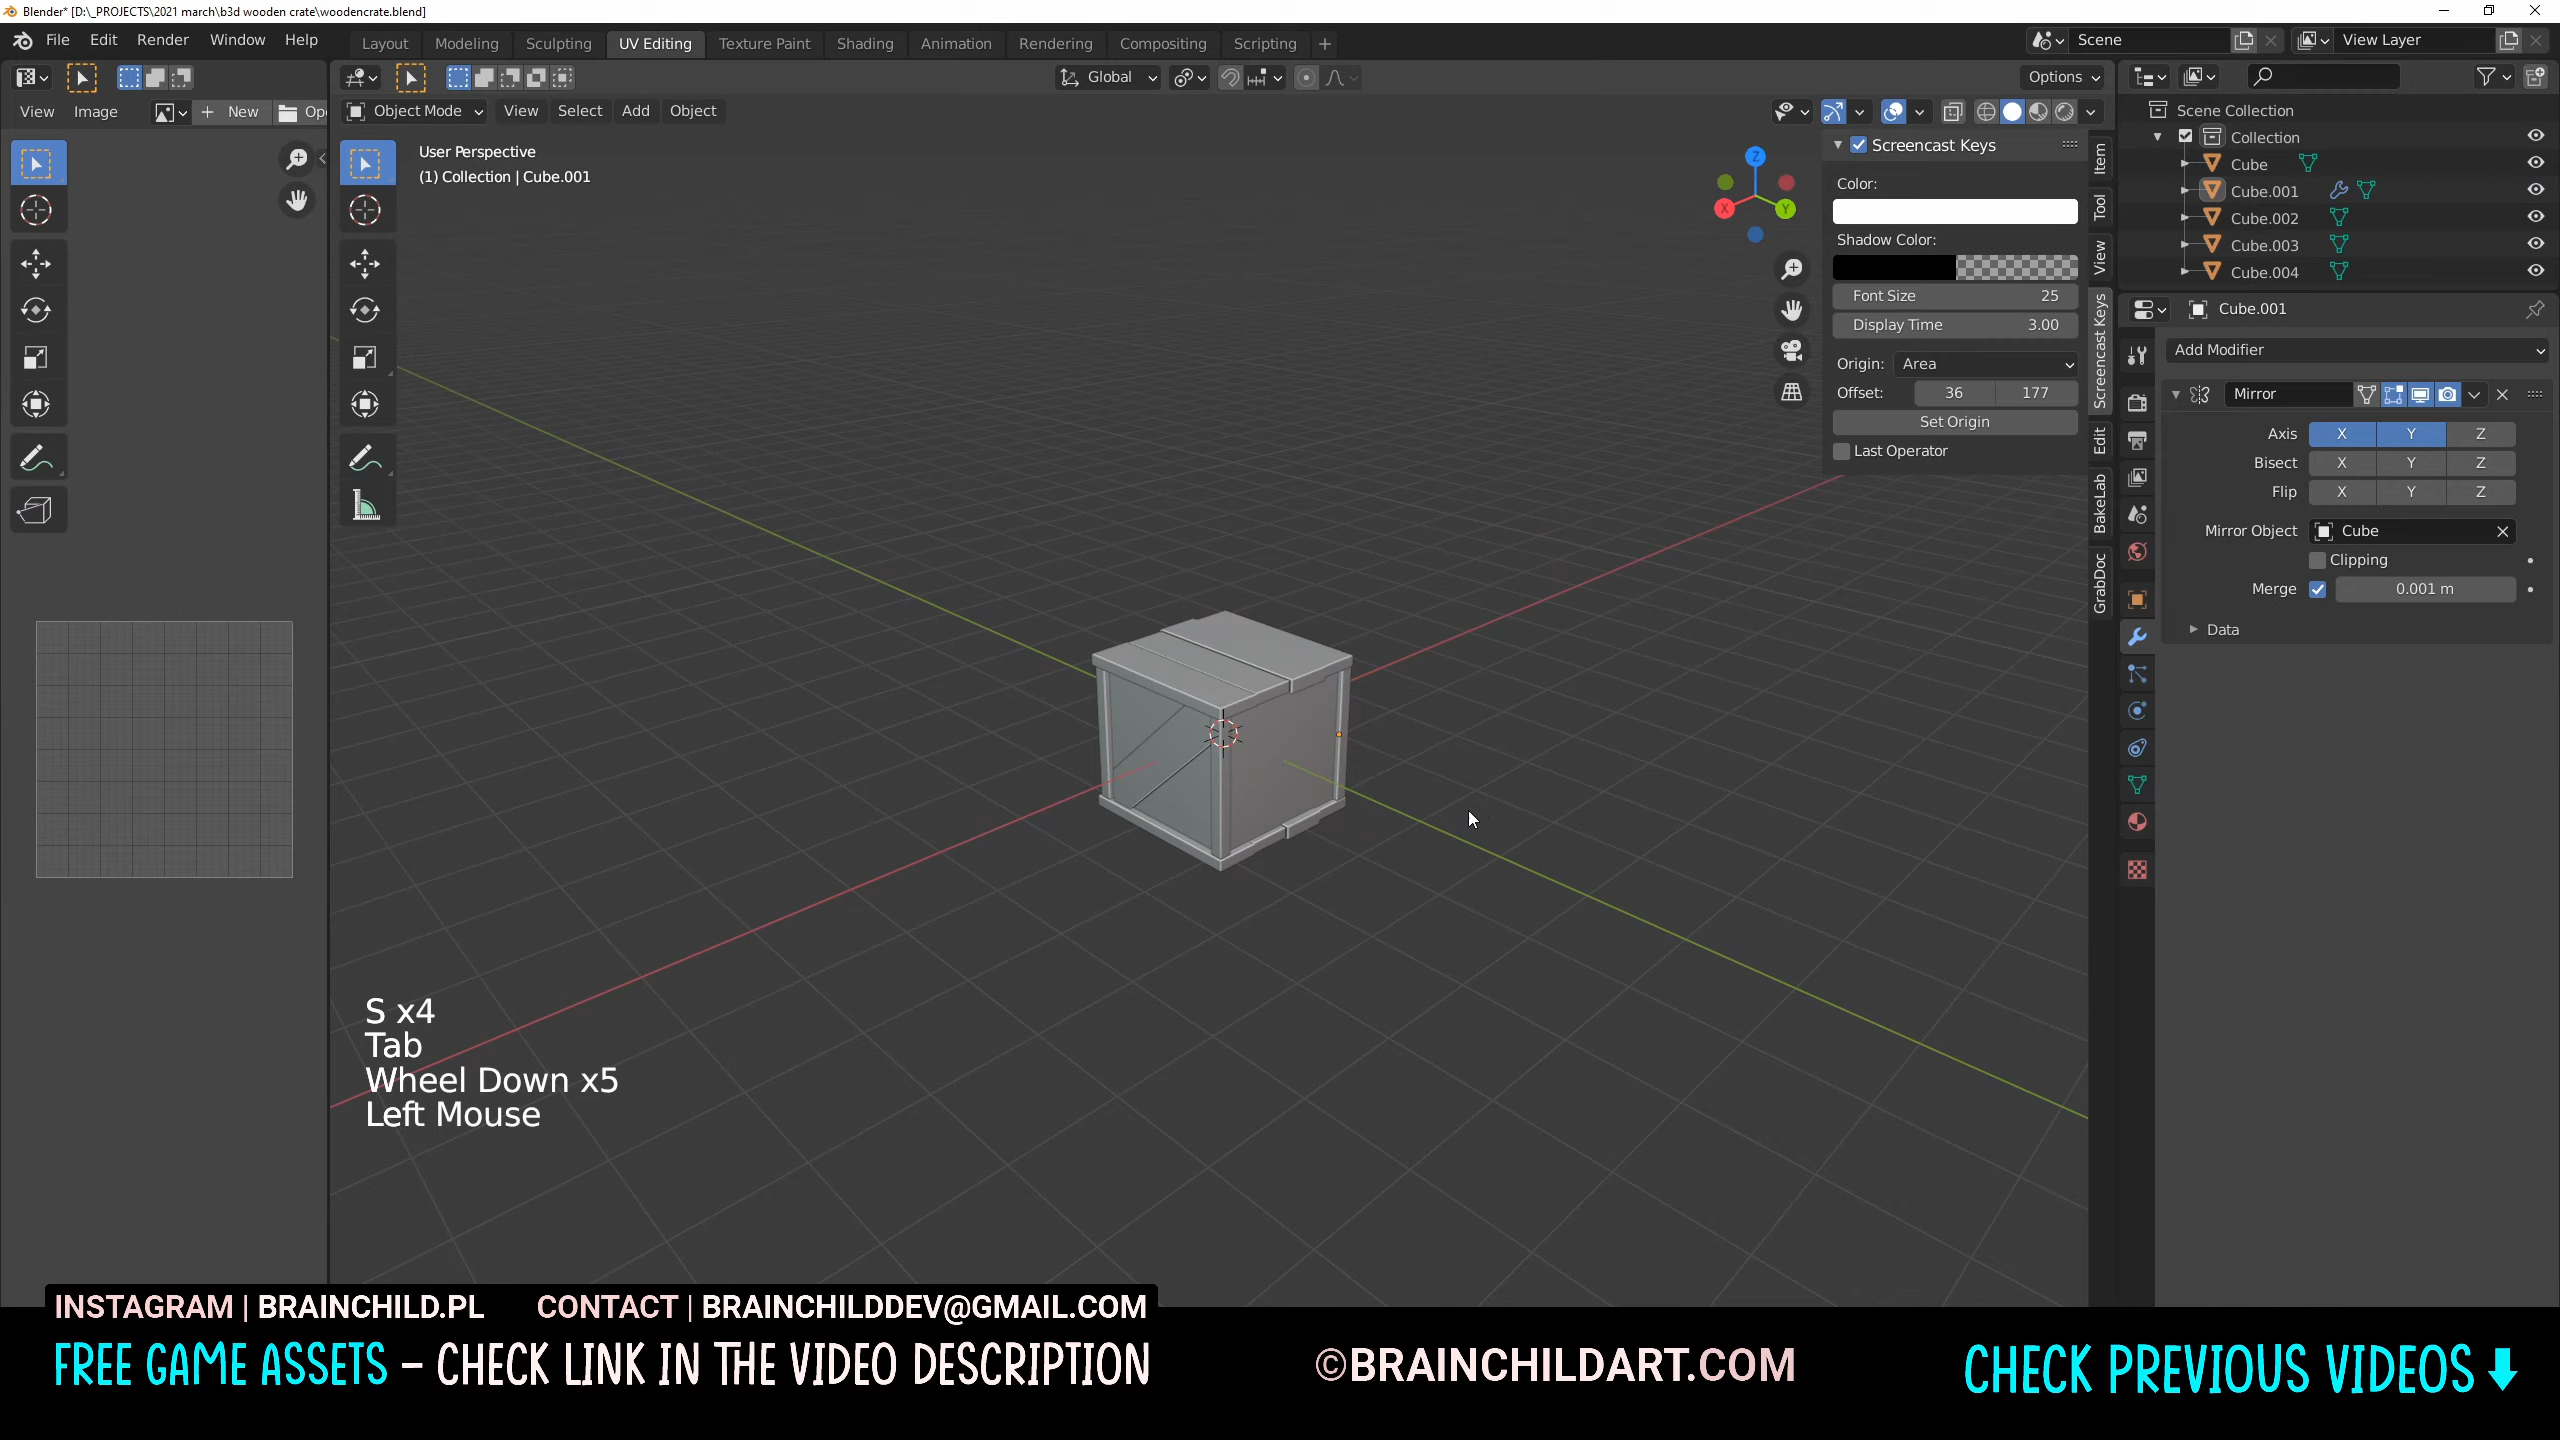 Blender* [D:\_PROJECTS\2021 march\b3d wooden crate\woodencrate.blend]
File Edit Render Window Help
Layout Modeling Sculpting UV Editing Texture Paint Shading Animation Rendering Compositing Scripting +
Scene
View Layer
Global
Options
View Image
+ New
Op
Object Mode View Select Add Object
User Perspective
(1) Collection | Cube.001
Z
X
Y
Screencast Keys
Color:
Shadow Color:
Font Size 25
Display Time 3.00
Origin: Area
Offset: 36 177
Set Origin
Last Operator
Item
Tool
View
Screencast Keys
Edit
BakeLab
GrabDoc
Scene Collection
Collection
Cube
Cube.001
Cube.002
Cube.003
Cube.004
Cube.001
Add Modifier
Mirror
Axis X Y Z
Bisect X Y Z
Flip X Y Z
Mirror Object Cube
Clipping
Merge 0.001 m
Data
S x4
Tab
Wheel Down x5
Left Mouse
INSTAGRAM | BRAINCHILD.PL CONTACT | BRAINCHILDDEV@GMAIL.COM
FREE GAME ASSETS – CHECK LINK IN THE VIDEO DESCRIPTION
©BRAINCHILDART.COM
CHECK PREVIOUS VIDEOS